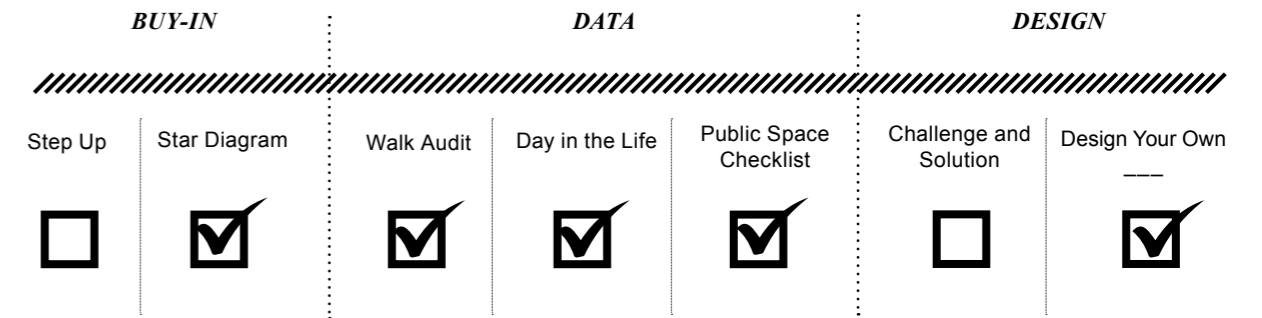 BUY-IN
DATA
DESIGN
Step Up
Star Diagram
Walk Audit
Day in the Life
Public Space
Checklist
Challenge and
Solution
Design Your Own
___